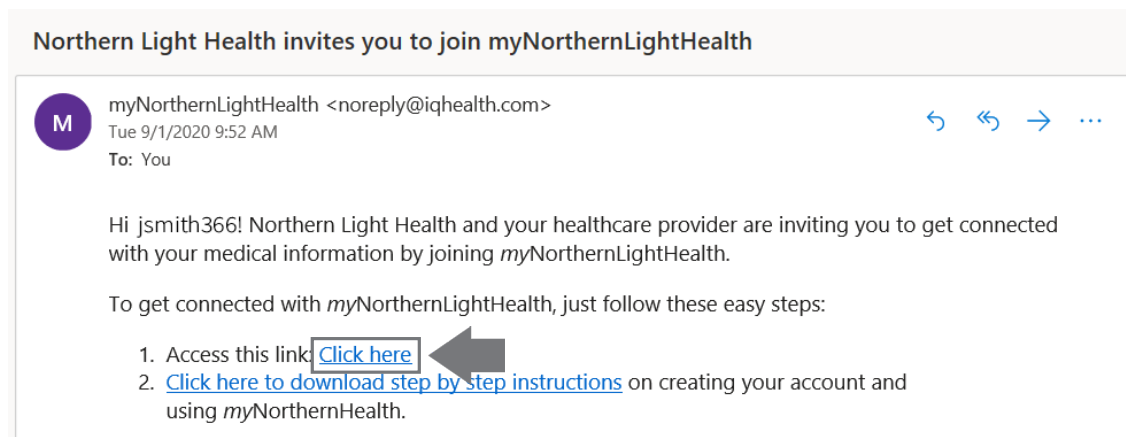 Northern Light Health invites you to join myNorthernLightHealth
M
myNorthernLightHealth <noreply@iqhealth.com>
Tue 9/1/2020 9:52 AM
To: You
Hi jsmith366! Northern Light Health and your healthcare provider are inviting you to get connected
with your medical information by joining myNorthernLightHealth.
To get connected with myNorthernLightHealth, just follow these easy steps:
1. Access this link: Click here
2. Click here to download step by step instructions on creating your account and
using myNorthernHealth.